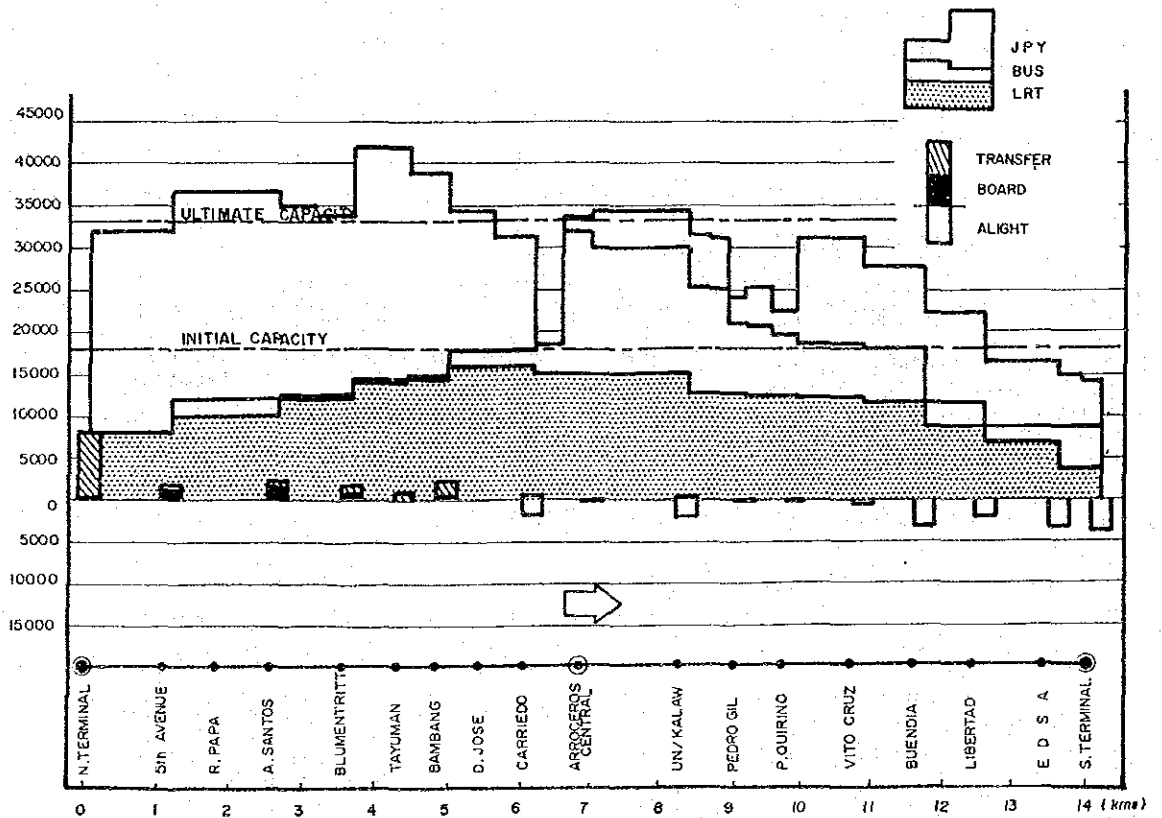 JPY
BUS
LRT
TRANSFER
BOARD
ALIGHT
45000
40000
35000
30000
25000
20000
15000
10000
5000
0
5000
10000
15000
ULTIMATE CAPACITY
INITIAL CAPACITY
N. TERMINAL
5th AVENUE
R. PAPA
A. SANTOS
BLUMENTRITT
TAYUMAN
BAMBANG
D. JOSE
CARRIEDO
ARROCEROS
CENTRAL
UN/KALAW
PEDRO GIL
P. QUIRINO
VITO CRUZ
BUENDIA
LIBERTAD
E D S A
S. TERMINAL
0 1 2 3 4 5 6 7 8 9 10 11 12 13 14 (kms)